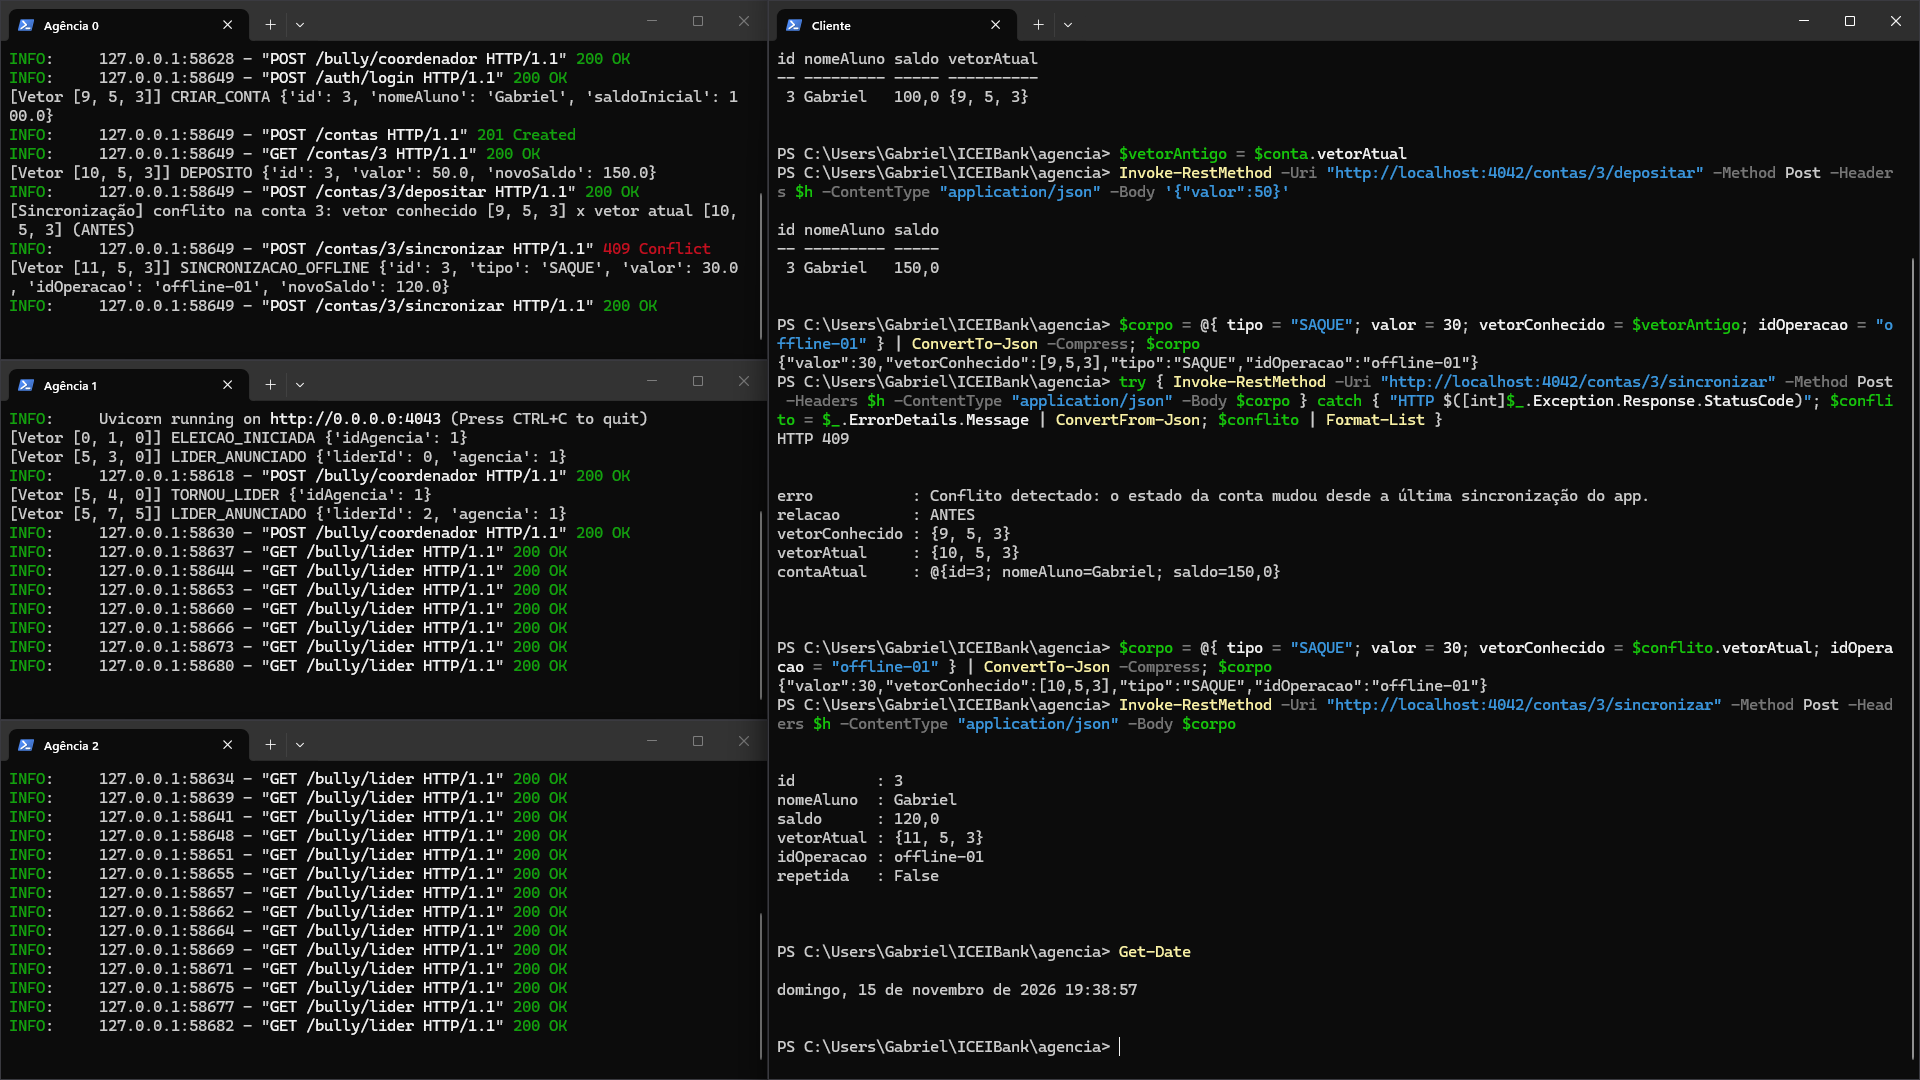 Agência 0
INFO:     127.0.0.1:58628 - "POST /bully/coordenador HTTP/1.1" 200 OK
INFO:     127.0.0.1:58649 - "POST /auth/login HTTP/1.1" 200 OK
[Vetor [9, 5, 3]] CRIAR_CONTA {'id': 3, 'nomeAluno': 'Gabriel', 'saldoInicial': 1
00.0}
INFO:     127.0.0.1:58649 - "POST /contas HTTP/1.1" 201 Created
INFO:     127.0.0.1:58649 - "GET /contas/3 HTTP/1.1" 200 OK
[Vetor [10, 5, 3]] DEPOSITO {'id': 3, 'valor': 50.0, 'novoSaldo': 150.0}
INFO:     127.0.0.1:58649 - "POST /contas/3/depositar HTTP/1.1" 200 OK
[Sincronização] conflito na conta 3: vetor conhecido [9, 5, 3] x vetor atual [10,
 5, 3] (ANTES)
INFO:     127.0.0.1:58649 - "POST /contas/3/sincronizar HTTP/1.1" 409 Conflict
[Vetor [11, 5, 3]] SINCRONIZACAO_OFFLINE {'id': 3, 'tipo': 'SAQUE', 'valor': 30.0
, 'idOperacao': 'offline-01', 'novoSaldo': 120.0}
INFO:     127.0.0.1:58649 - "POST /contas/3/sincronizar HTTP/1.1" 200 OK
Agência 1
INFO:     Uvicorn running on http://0.0.0.0:4043 (Press CTRL+C to quit)
[Vetor [0, 1, 0]] ELEICAO_INICIADA {'idAgencia': 1}
[Vetor [5, 3, 0]] LIDER_ANUNCIADO {'liderId': 0, 'agencia': 1}
INFO:     127.0.0.1:58618 - "POST /bully/coordenador HTTP/1.1" 200 OK
[Vetor [5, 4, 0]] TORNOU_LIDER {'idAgencia': 1}
[Vetor [5, 7, 5]] LIDER_ANUNCIADO {'liderId': 2, 'agencia': 1}
INFO:     127.0.0.1:58630 - "POST /bully/coordenador HTTP/1.1" 200 OK
INFO:     127.0.0.1:58637 - "GET /bully/lider HTTP/1.1" 200 OK
INFO:     127.0.0.1:58644 - "GET /bully/lider HTTP/1.1" 200 OK
INFO:     127.0.0.1:58653 - "GET /bully/lider HTTP/1.1" 200 OK
INFO:     127.0.0.1:58660 - "GET /bully/lider HTTP/1.1" 200 OK
INFO:     127.0.0.1:58666 - "GET /bully/lider HTTP/1.1" 200 OK
INFO:     127.0.0.1:58673 - "GET /bully/lider HTTP/1.1" 200 OK
INFO:     127.0.0.1:58680 - "GET /bully/lider HTTP/1.1" 200 OK
Agência 2
INFO:     127.0.0.1:58634 - "GET /bully/lider HTTP/1.1" 200 OK
INFO:     127.0.0.1:58639 - "GET /bully/lider HTTP/1.1" 200 OK
INFO:     127.0.0.1:58641 - "GET /bully/lider HTTP/1.1" 200 OK
INFO:     127.0.0.1:58648 - "GET /bully/lider HTTP/1.1" 200 OK
INFO:     127.0.0.1:58651 - "GET /bully/lider HTTP/1.1" 200 OK
INFO:     127.0.0.1:58655 - "GET /bully/lider HTTP/1.1" 200 OK
INFO:     127.0.0.1:58657 - "GET /bully/lider HTTP/1.1" 200 OK
INFO:     127.0.0.1:58662 - "GET /bully/lider HTTP/1.1" 200 OK
INFO:     127.0.0.1:58664 - "GET /bully/lider HTTP/1.1" 200 OK
INFO:     127.0.0.1:58669 - "GET /bully/lider HTTP/1.1" 200 OK
INFO:     127.0.0.1:58671 - "GET /bully/lider HTTP/1.1" 200 OK
INFO:     127.0.0.1:58675 - "GET /bully/lider HTTP/1.1" 200 OK
INFO:     127.0.0.1:58677 - "GET /bully/lider HTTP/1.1" 200 OK
INFO:     127.0.0.1:58682 - "GET /bully/lider HTTP/1.1" 200 OK
Cliente
id nomeAluno saldo vetorAtual
-- --------- ----- ----------
 3 Gabriel   100,0 {9, 5, 3}
PS C:\Users\Gabriel\ICEIBank\agencia> $vetorAntigo = $conta.vetorAtual
PS C:\Users\Gabriel\ICEIBank\agencia> Invoke-RestMethod -Uri "http://localhost:4042/contas/3/depositar" -Method Post -Header
s $h -ContentType "application/json" -Body '{"valor":50}'
id nomeAluno saldo
-- --------- -----
 3 Gabriel   150,0
PS C:\Users\Gabriel\ICEIBank\agencia> $corpo = @{ tipo = "SAQUE"; valor = 30; vetorConhecido = $vetorAntigo; idOperacao = "o
ffline-01" } | ConvertTo-Json -Compress; $corpo
{"valor":30,"vetorConhecido":[9,5,3],"tipo":"SAQUE","idOperacao":"offline-01"}
PS C:\Users\Gabriel\ICEIBank\agencia> try { Invoke-RestMethod -Uri "http://localhost:4042/contas/3/sincronizar" -Method Post
 -Headers $h -ContentType "application/json" -Body $corpo } catch { "HTTP $([int]$_.Exception.Response.StatusCode)"; $confli
to = $_.ErrorDetails.Message | ConvertFrom-Json; $conflito | Format-List }
HTTP 409
erro           : Conflito detectado: o estado da conta mudou desde a última sincronização do app.
relacao        : ANTES
vetorConhecido : {9, 5, 3}
vetorAtual     : {10, 5, 3}
contaAtual     : @{id=3; nomeAluno=Gabriel; saldo=150,0}
PS C:\Users\Gabriel\ICEIBank\agencia> $corpo = @{ tipo = "SAQUE"; valor = 30; vetorConhecido = $conflito.vetorAtual; idOpera
cao = "offline-01" } | ConvertTo-Json -Compress; $corpo
{"valor":30,"vetorConhecido":[10,5,3],"tipo":"SAQUE","idOperacao":"offline-01"}
PS C:\Users\Gabriel\ICEIBank\agencia> Invoke-RestMethod -Uri "http://localhost:4042/contas/3/sincronizar" -Method Post -Head
ers $h -ContentType "application/json" -Body $corpo
id         : 3
nomeAluno  : Gabriel
saldo      : 120,0
vetorAtual : {11, 5, 3}
idOperacao : offline-01
repetida   : False
PS C:\Users\Gabriel\ICEIBank\agencia> Get-Date
domingo, 15 de novembro de 2026 19:38:57
PS C:\Users\Gabriel\ICEIBank\agencia>